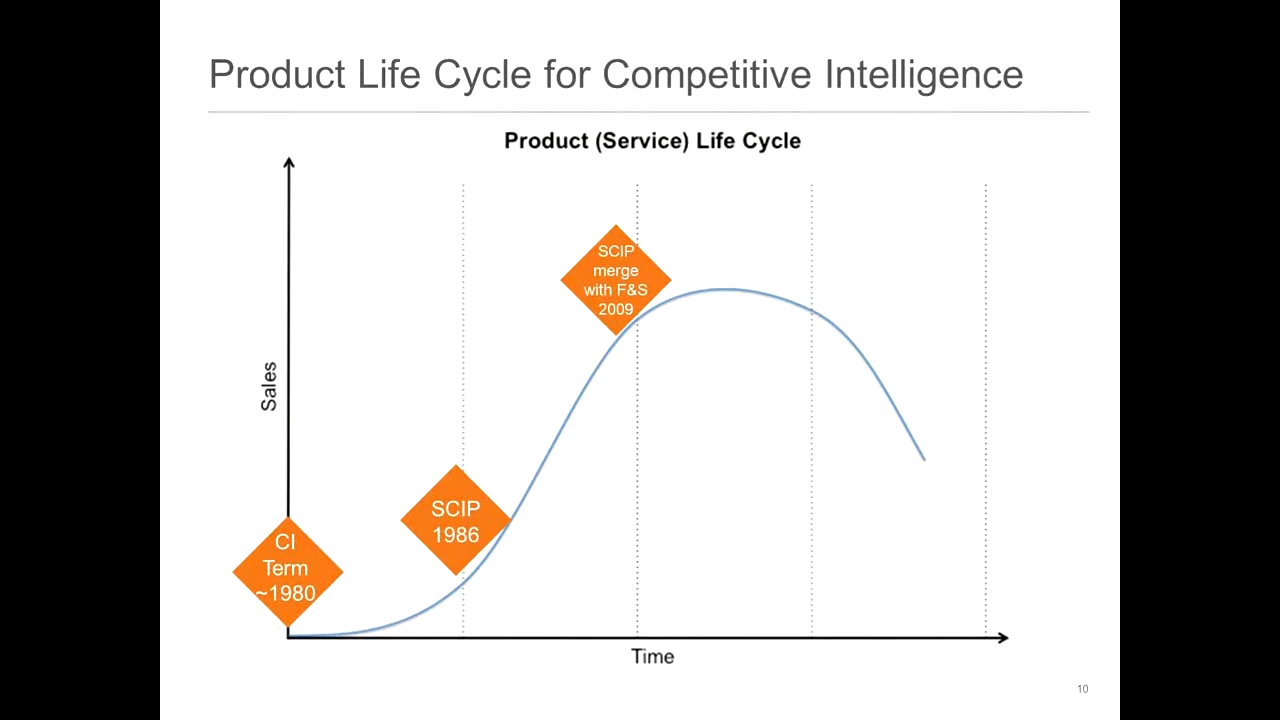 Product Life Cycle for Competitive Intelligence
Product (Service) Life Cycle
SCIP
merge
with F&S
2009
Sales
SCIP
1986
CI
Term
~1980
Time
10